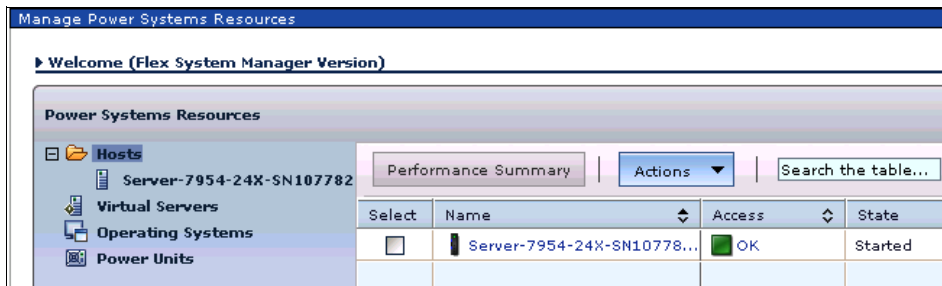 Manage Power Systems Resources
Welcome (Flex System Manager Version)
Power Systems Resources
Hosts
Server-7954-24X-SN107782
Virtual Servers
Operating Systems
Power Units
Performance Summary Actions Search the table...
Select Name Access State
Server-7954-24X-SN10778... OK Started